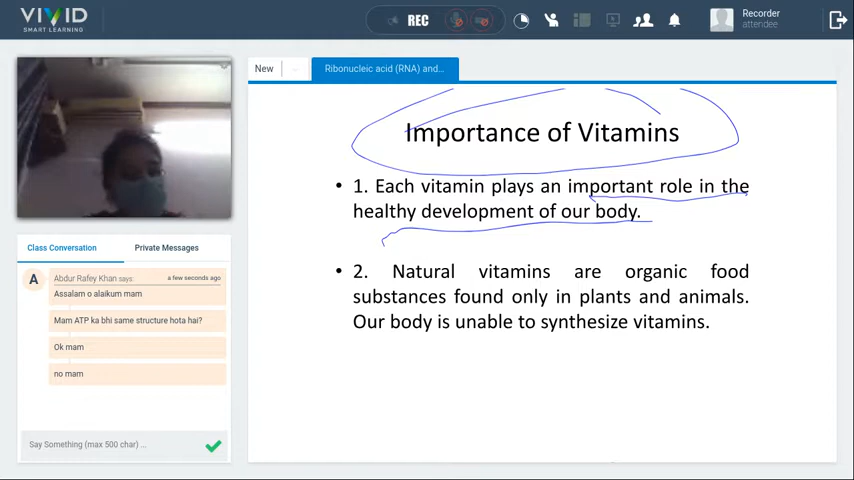 VIVID
SMART LEARNING
REC
Recorder
attendee
New
Ribonucleic acid (RNA) and...
Importance of Vitamins
• 1. Each vitamin plays an important role in the
healthy development of our body.
• 2. Natural vitamins are organic food
substances found only in plants and animals.
Our body is unable to synthesize vitamins.
Class Conversation
Private Messages
A
Abdur Rafey Khan says:
a few seconds ago
Assalam o alaikum mam
Mam ATP ka bhi same structure hota hai?
Ok mam
no mam
Say Something (max 500 char) ...